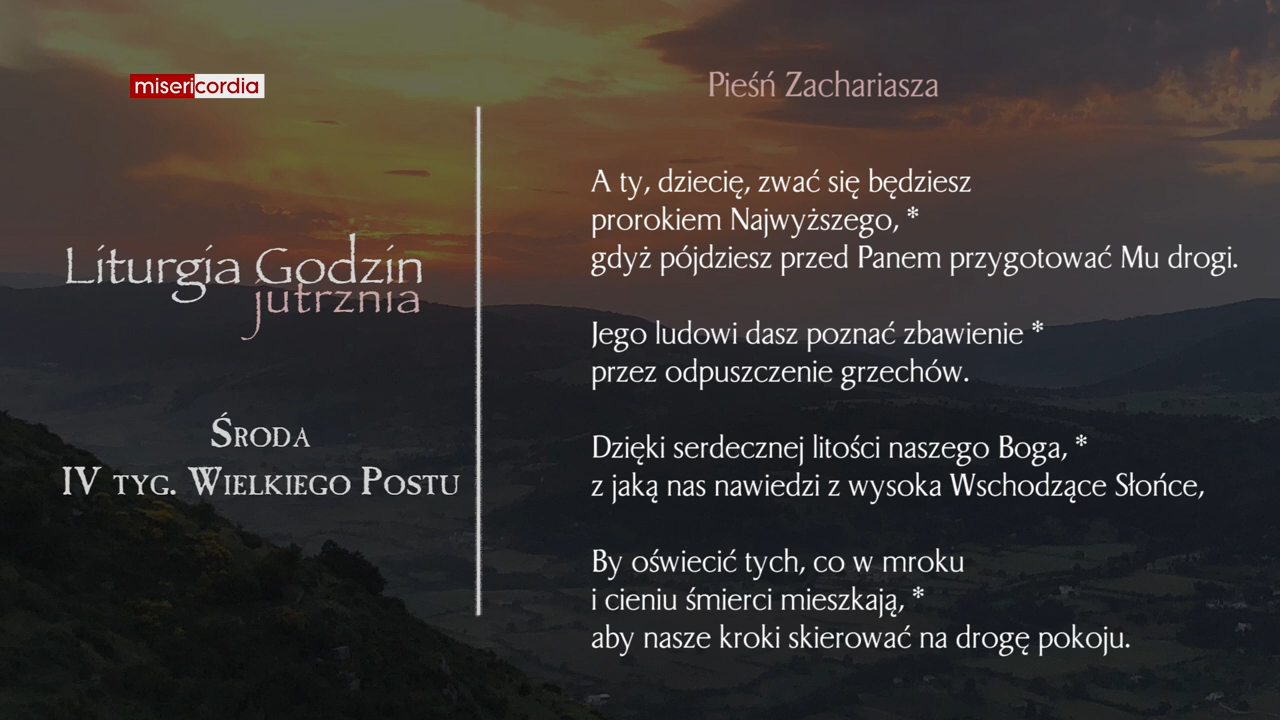 misericordia
Liturgia Godzin
jutrznia
Środa
IV tyg. Wielkiego Postu
Pieśń Zachariasza
A ty, dziecię, zwać się będziesz
prorokiem Najwyższego, *
gdyż pójdziesz przed Panem przygotować Mu drogi.
Jego ludowi dasz poznać zbawienie *
przez odpuszczenie grzechów.
Dzięki serdecznej litości naszego Boga, *
z jaką nas nawiedzi z wysoka Wschodzące Słońce,
By oświecić tych, co w mroku
i cieniu śmierci mieszkają, *
aby nasze kroki skierować na drogę pokoju.